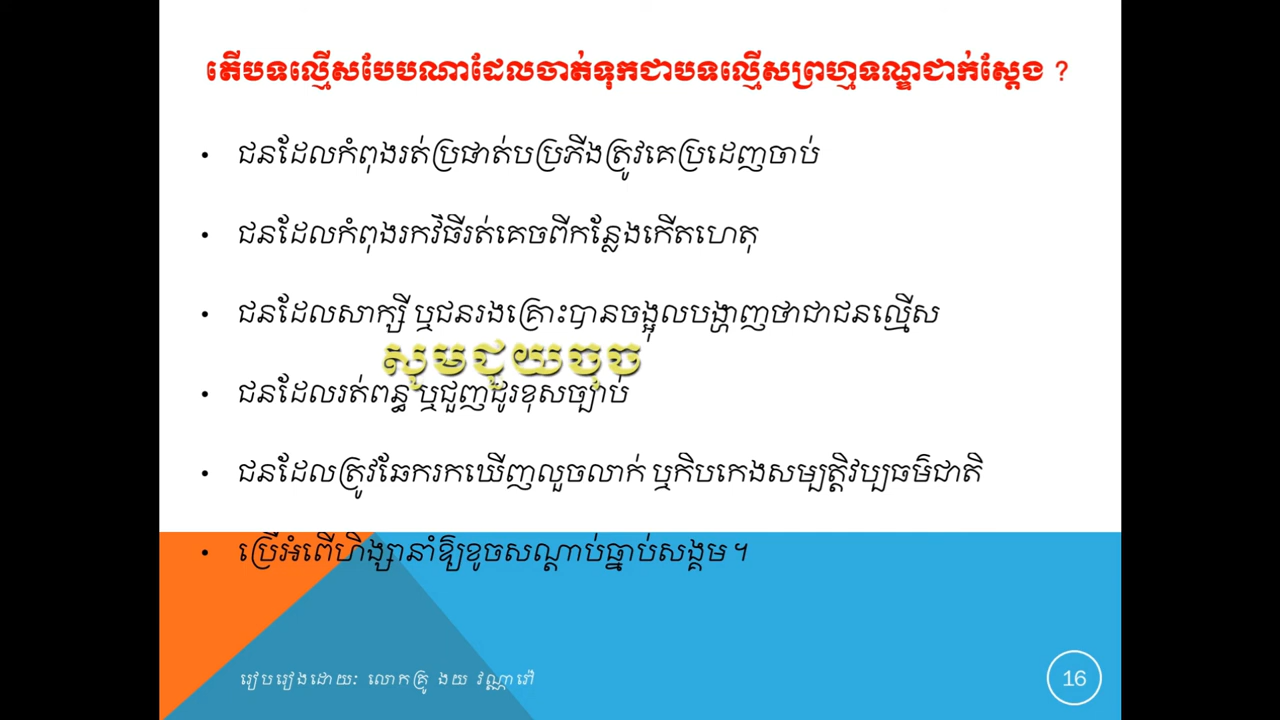 តើបទល្មើសបែបណាដែលចាត់ទុកជាបទល្មើសព្រហ្មទណ្ឌជាក់ស្តែង ?
• ជនដែលកំពុងរត់ប្រផាត់បប្រភីងត្រូវគេប្រដេញចាប់
• ជនដែលកំពុងរកវិធីរត់គេចពីកន្លែងកើតហេតុ
• ជនដែលសាក្សី ឬជនរងគ្រោះបានចង្អុលបង្ហាញថាជាជនល្មើស
សូមជួយចុច
• ជនដែលរត់ពន្ធ ឬជួញដូរខុសច្បាប់
• ជនដែលត្រូវឆែករកឃើញលួចលាក់ ឬកិបកេងសម្បត្តិវប្បធម៌ជាតិ
• ប្រើអំពើហិង្សានាំឱ្យខូចសណ្តាប់ធ្នាប់សង្គម ។
រៀបរៀងដោយ: លោកគ្រូ ងយ វណ្ណារ៉ៅ
16